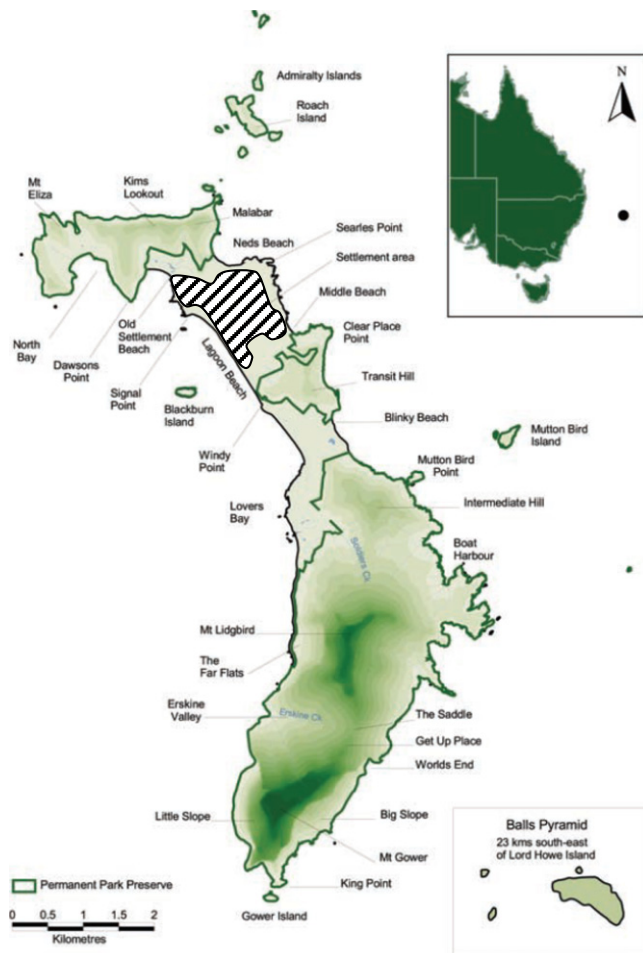 Admiralty Islands
Roach
Island
N
Mt
Eliza
Kims
Lookout
Malabar
Searles Point
Neds Beach
Settlement area
Middle Beach
Clear Place
Point
North
Bay
Dawsons
Point
Old
Settlement
Beach
Signal
Point
Lagoon Beach
Blackburn
Island
Transit Hill
Blinky Beach
Windy
Point
Mutton Bird
Island
Mutton Bird
Point
Intermediate Hill
Lovers
Bay
Soldiers Ck
Boat
Harbour
Mt Lidgbird
The
Far Flats
Erskine
Valley
Erskine Ck
The Saddle
Get Up Place
Worlds End
Little Slope
Big Slope
Mt Gower
King Point
Gower Island
Balls Pyramid
23 kms south-east
of Lord Howe Island
Permanent Park Preserve
0 0.5 1 1.5 2
Kilometres